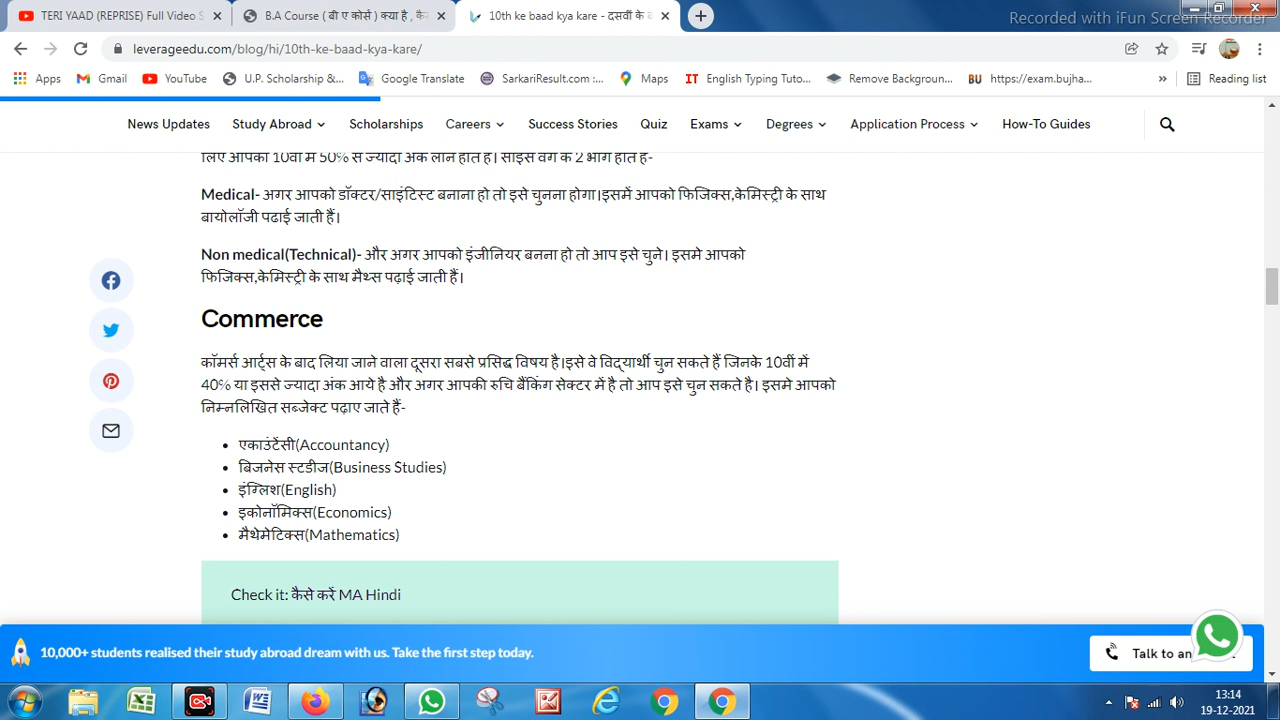 TERI YAAD (REPRISE) Full Video S
B.A Course ( बी ए कोर्स ) क्या है , कै
10th ke baad kya kare - दसवीं के ब
Recorded with iFun Screen Recorder
leverageedu.com/blog/hi/10th-ke-baad-kya-kare/
Apps Gmail YouTube U.P. Scholarship &... Google Translate SarkariResult.com :... Maps English Typing Tuto... Remove Backgroun... https://exam.bujha... » Reading list
News Updates Study Abroad Scholarships Careers Success Stories Quiz Exams Degrees Application Process How-To Guides
लिए आपको 10वीं में 50% से ज्यादा अंक लाने होते हैं। साइंस वर्ग के 2 भाग होते हैं-
Medical- अगर आपको डॉक्टर/साइंटिस्ट बनाना हो तो इसे चुनना होगा।इसमें आपको फिजिक्स,केमिस्ट्री के साथ
बायोलॉजी पढाई जाती हैं।
Non medical(Technical)- और अगर आपको इंजीनियर बनना हो तो आप इसे चुने। इसमे आपको
फिजिक्स,केमिस्ट्री के साथ मैथ्स पढ़ाई जाती हैं।
Commerce
कॉमर्स आर्ट्स के बाद लिया जाने वाला दूसरा सबसे प्रसिद्ध विषय है।इसे वे विद्यार्थी चुन सकते हैं जिनके 10वीं में
40% या इससे ज्यादा अंक आये है और अगर आपकी रुचि बैंकिंग सेक्टर में है तो आप इसे चुन सकते है। इसमे आपको
निम्नलिखित सब्जेक्ट पढ़ाए जाते हैं-
• एकाउंटेंसी(Accountancy)
• बिजनेस स्टडीज(Business Studies)
• इंग्लिश(English)
• इकोनॉमिक्स(Economics)
• मैथेमेटिक्स(Mathematics)
Check it: कैसे करें MA Hindi
10,000+ students realised their study abroad dream with us. Take the first step today.
Talk to an
13:14
19-12-2021